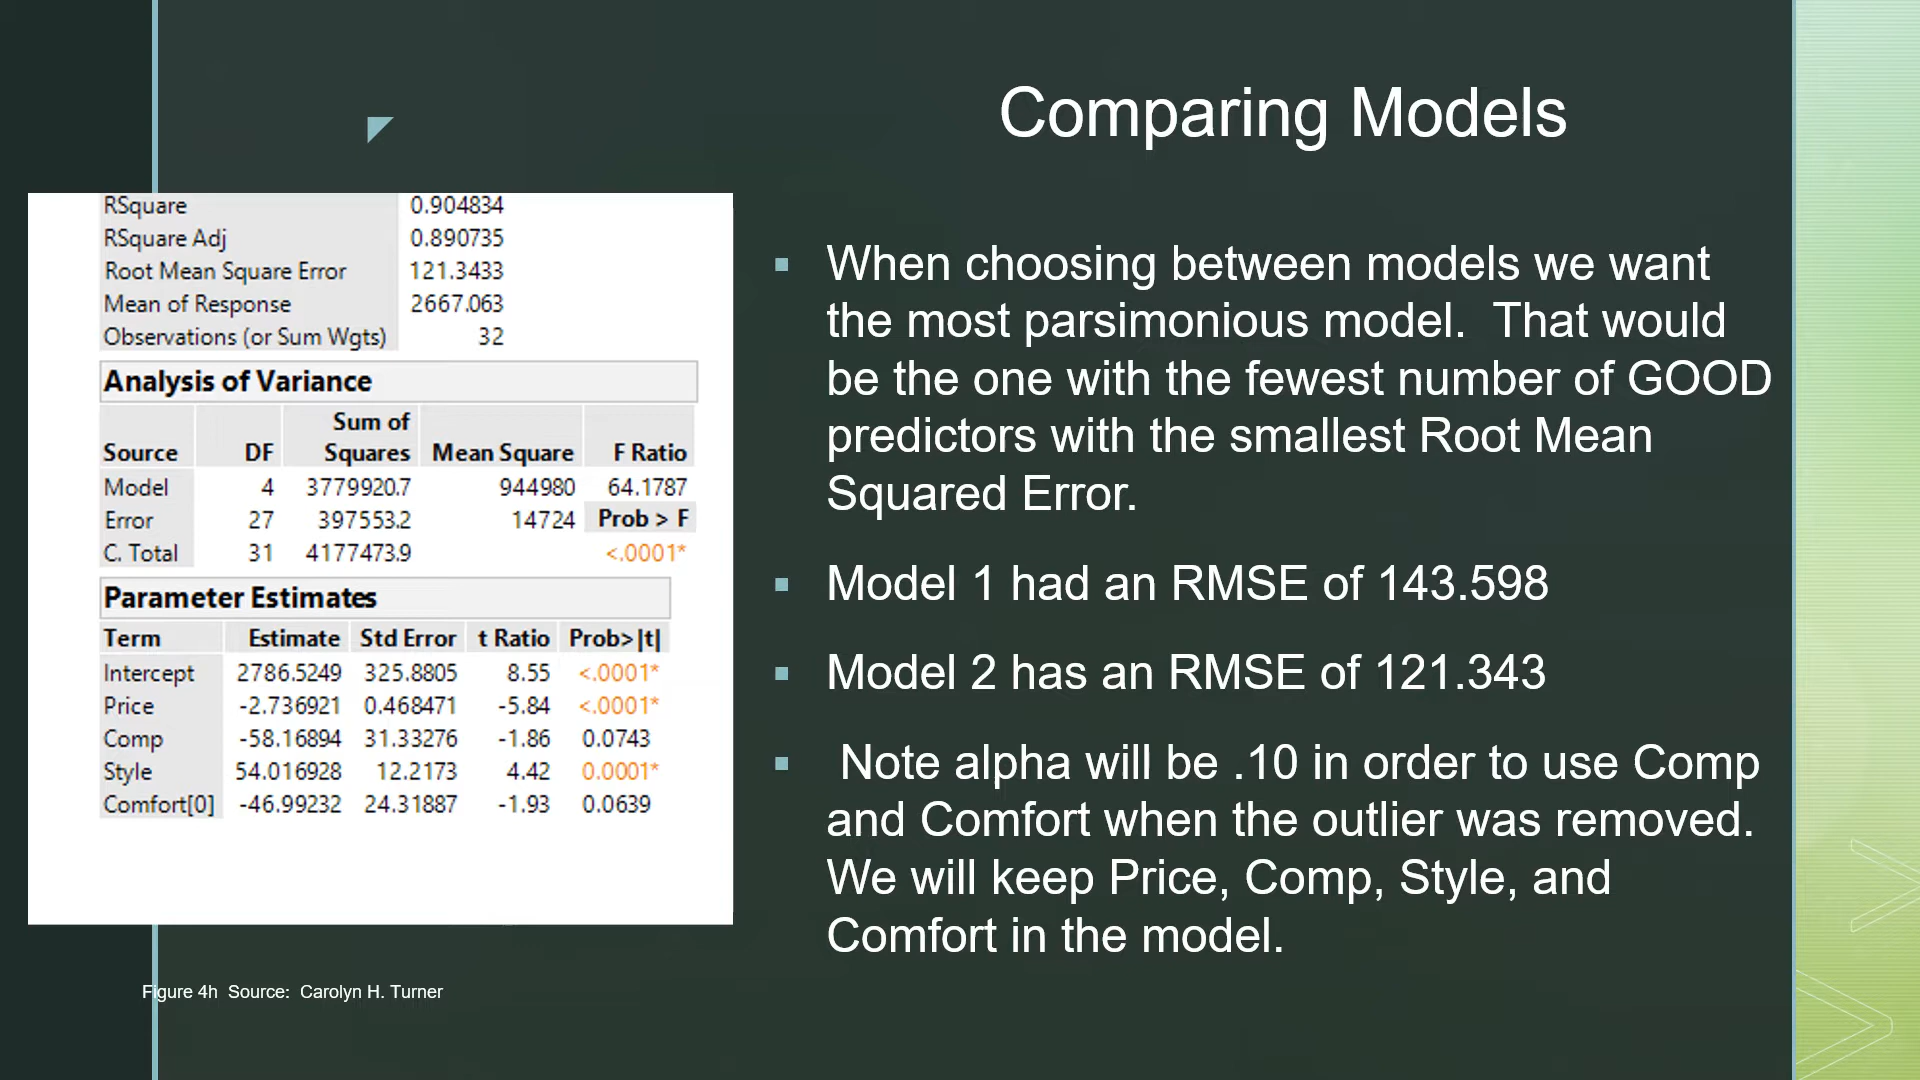 Comparing Models
RSquare 0.904834
RSquare Adj 0.890735
Root Mean Square Error 121.3433
Mean of Response 2667.063
Observations (or Sum Wgts) 32
Analysis of Variance
Sum of
Source DF Squares Mean Square F Ratio
Model 4 3779920.7 944980 64.1787
Error 27 397553.2 14724 Prob > F
C. Total 31 4177473.9 <.0001*
Parameter Estimates
Term Estimate Std Error t Ratio Prob>|t|
Intercept 2786.5249 325.8805 8.55 <.0001*
Price -2.736921 0.468471 -5.84 <.0001*
Comp -58.16894 31.33276 -1.86 0.0743
Style 54.016928 12.2173 4.42 0.0001*
Comfort[0] -46.99232 24.31887 -1.93 0.0639
When choosing between models we want
the most parsimonious model. That would
be the one with the fewest number of GOOD
predictors with the smallest Root Mean
Squared Error.
Model 1 had an RMSE of 143.598
Model 2 has an RMSE of 121.343
Note alpha will be .10 in order to use Comp
and Comfort when the outlier was removed.
We will keep Price, Comp, Style, and
Comfort in the model.
Figure 4h Source: Carolyn H. Turner